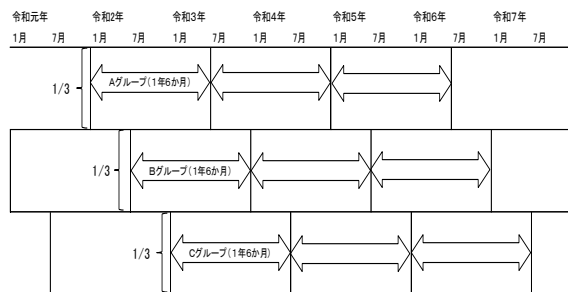 令和元年 令和2年 令和3年 令和4年 令和5年 令和6年 令和7年
1月 7月 1月 7月 1月 7月 1月 7月 1月 7月 1月 7月 1月 7月
1/3 Aグループ(1年6か月)
1/3 Bグループ(1年6か月)
1/3 Cグループ(1年6か月)